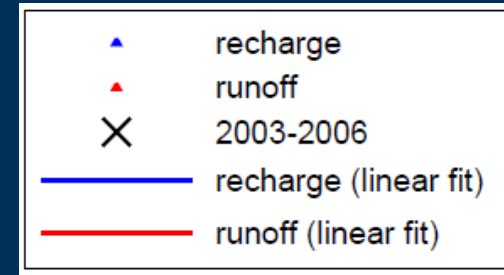 recharge
runoff
2003-2006
recharge (linear fit)
runoff (linear fit)